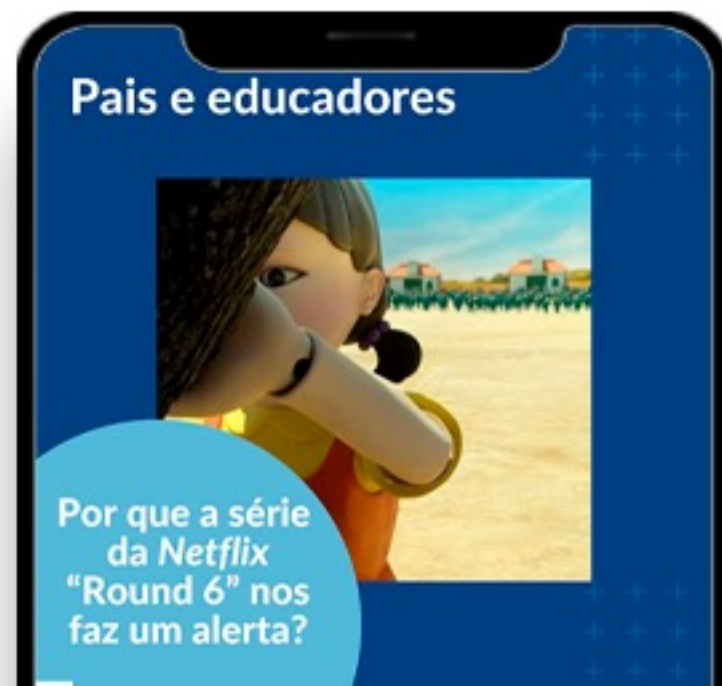 Pais e educadores
Por que a série
da Netflix
“Round 6” nos
faz um alerta?